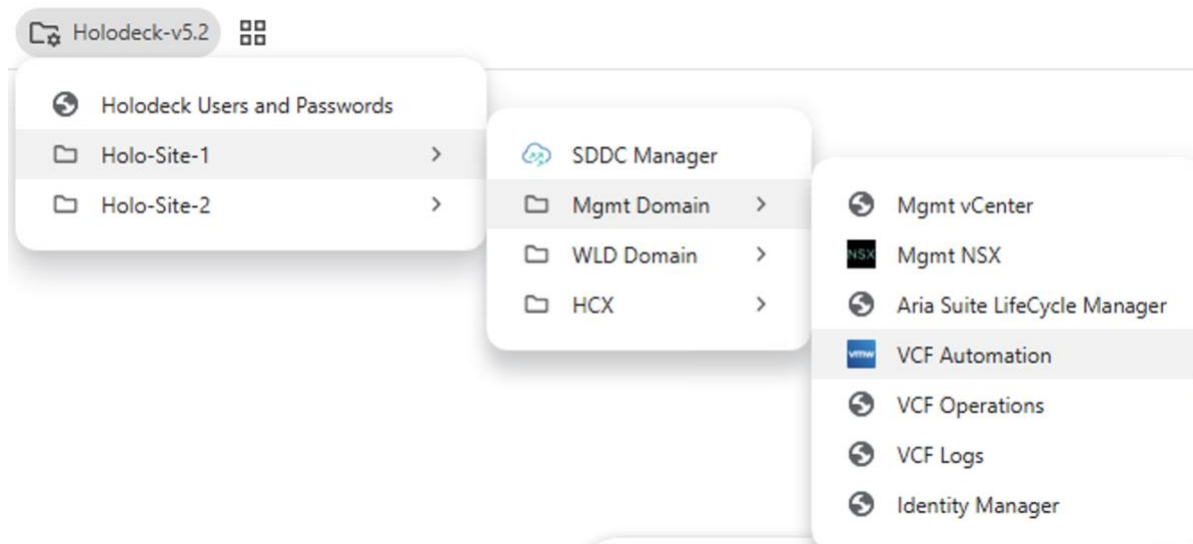 Holodeck-v5.2
Holodeck Users and Passwords
Holo-Site-1
Holo-Site-2
SDDC Manager
Mgmt Domain
WLD Domain
HCX
Mgmt vCenter
NSX
Mgmt NSX
Aria Suite LifeCycle Manager
vmw
VCF Automation
VCF Operations
VCF Logs
Identity Manager